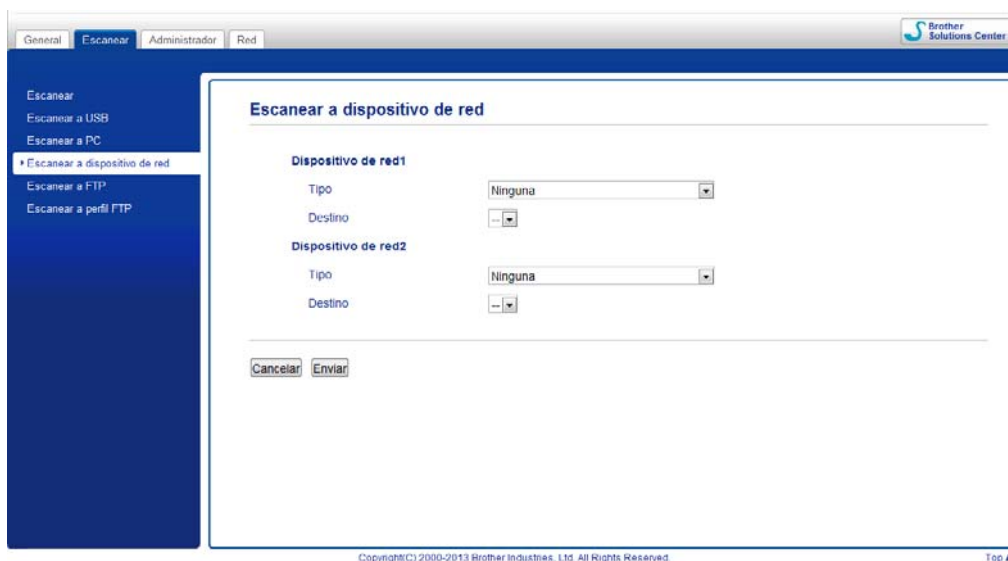 General Escanear Administrador Red
Brother
Solutions Center
Escanear
Escanear a USB
Escanear a PC
Escanear a dispositivo de red
Escanear a FTP
Escanear a perfil FTP
Escanear a dispositivo de red
Dispositivo de red1
Tipo Ninguna
Destino --
Dispositivo de red2
Tipo Ninguna
Destino --
Cancelar Enviar
Copyright(C) 2000-2013 Brother Industries, Ltd. All Rights Reserved.
Top